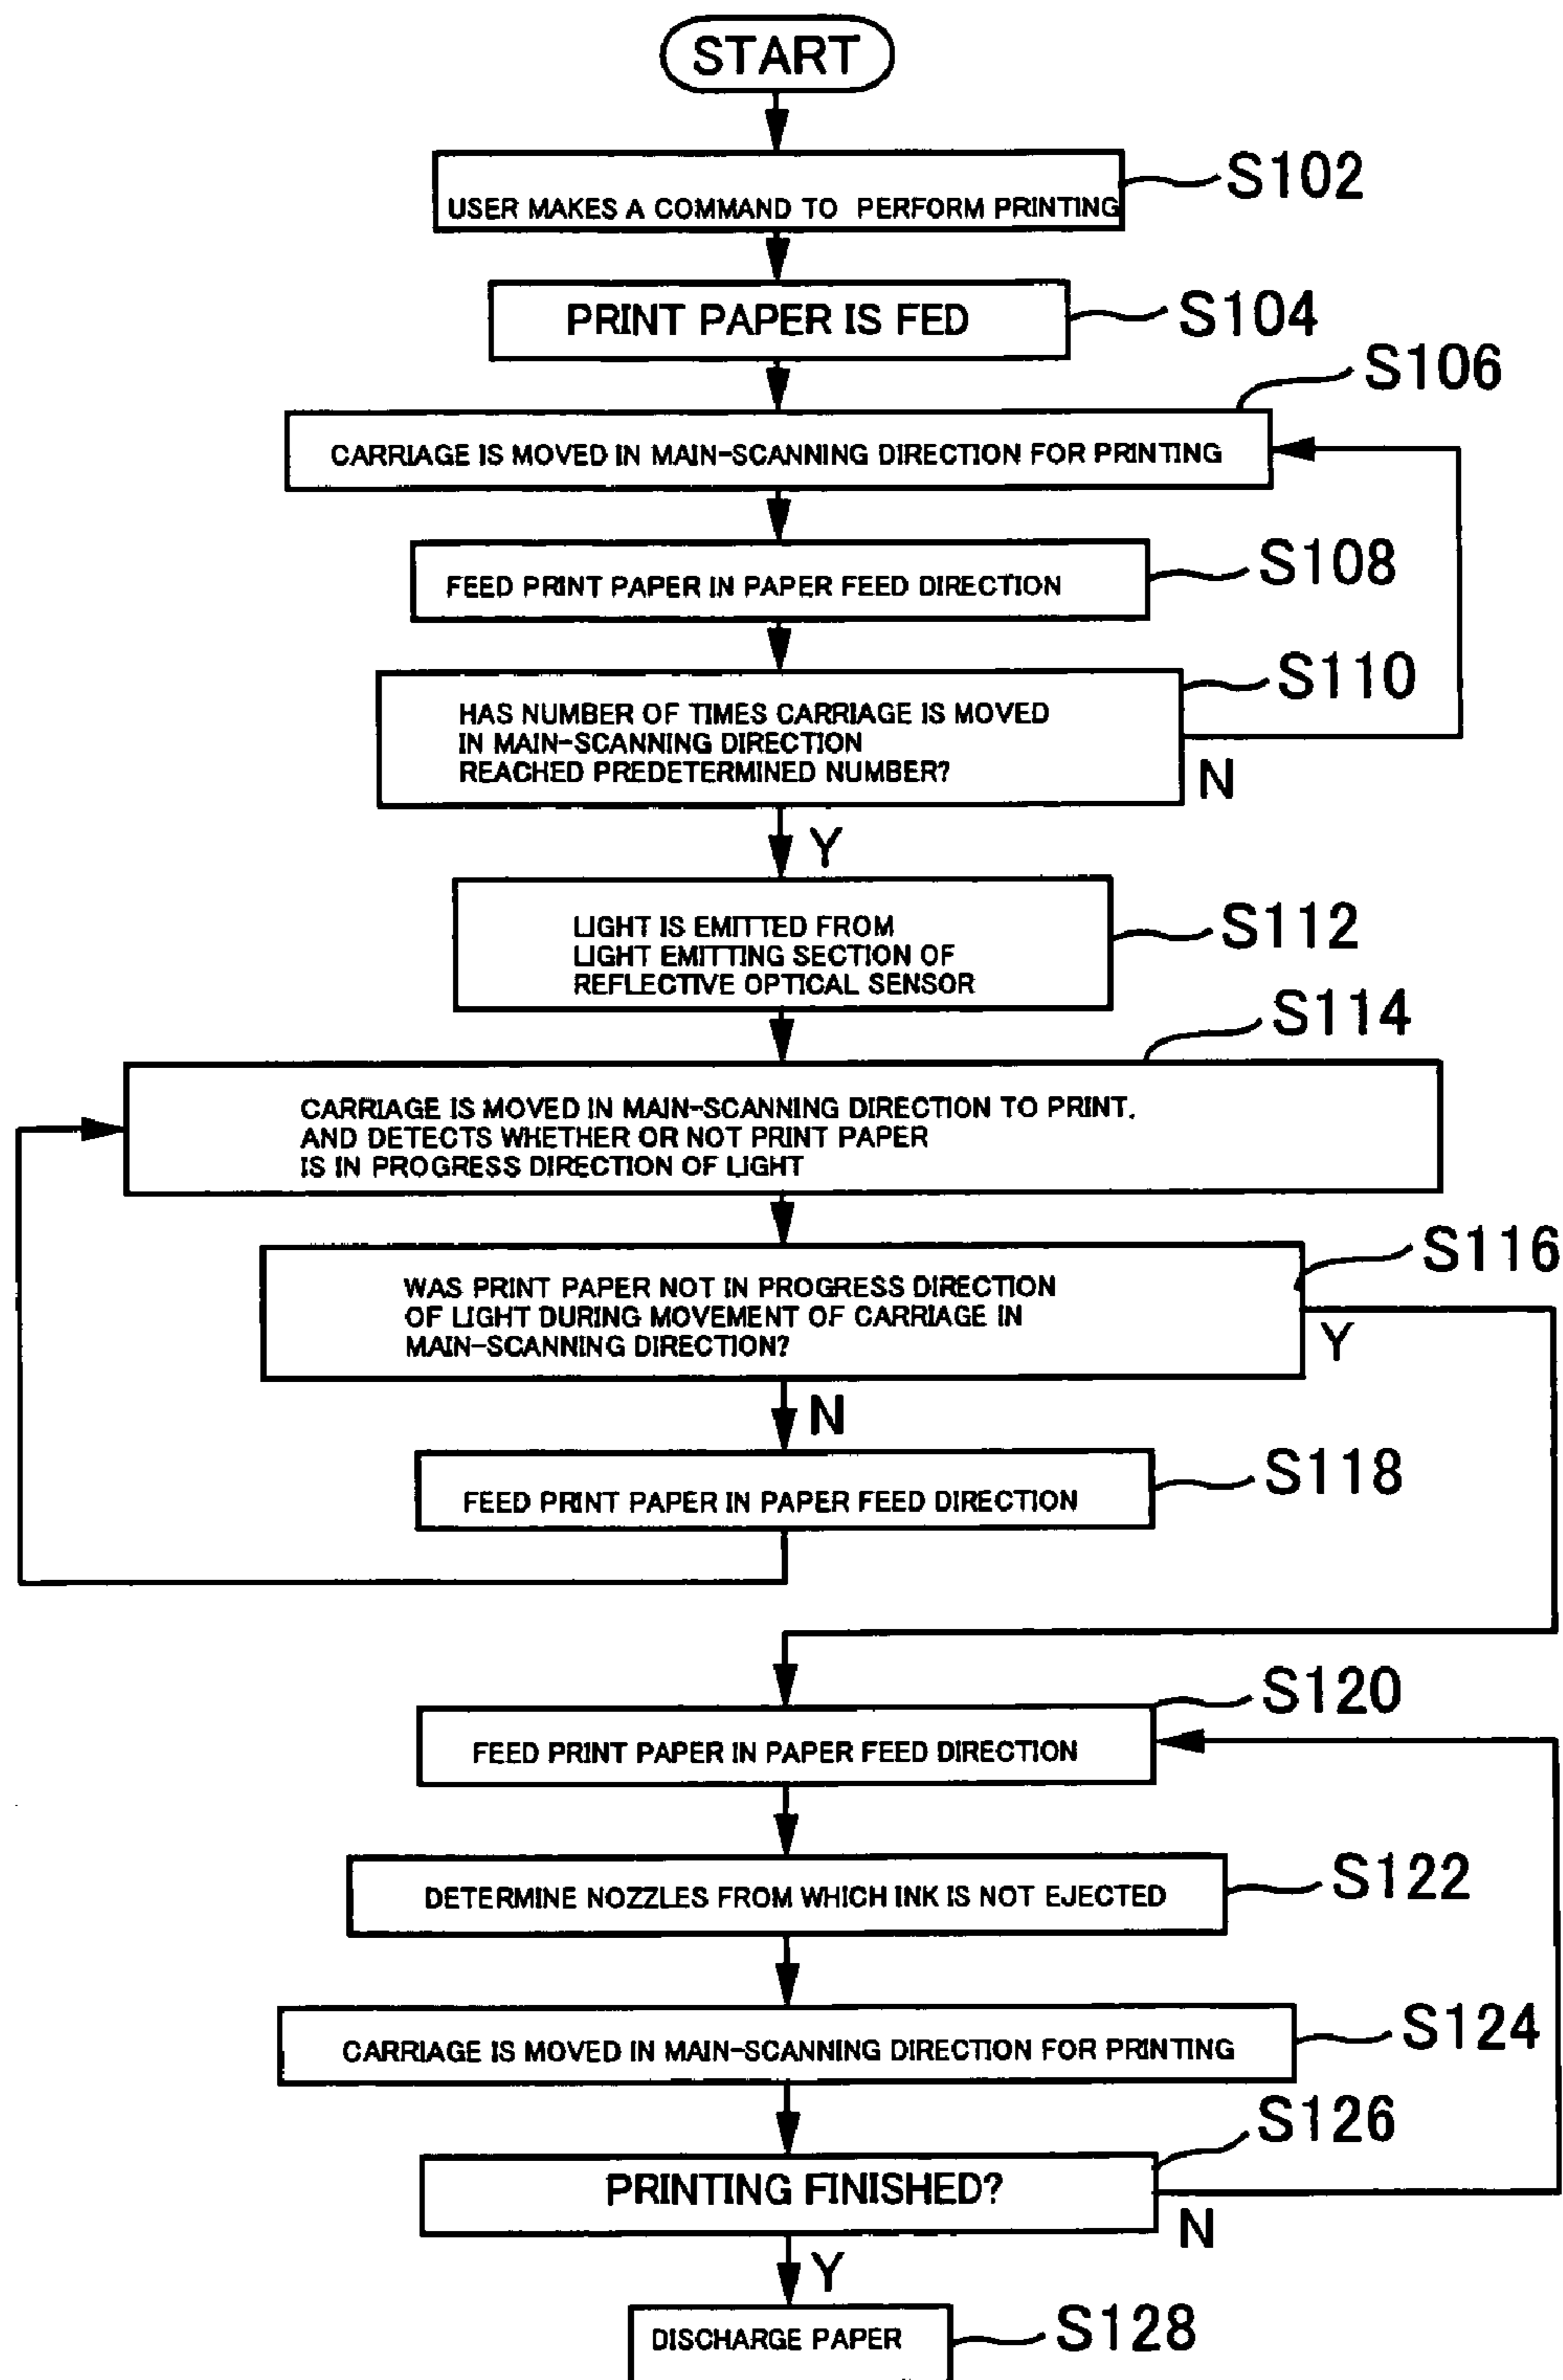 START
USER MAKES A COMMAND TO PERFORM PRINTING
S102
PRINT PAPER IS FED
S104
S106
CARRIAGE IS MOVED IN MAIN-SCANNING DIRECTION FOR PRINTING
FEED PRINT PAPER IN PAPER FEED DIRECTION
S108
S110
HAS NUMBER OF TIMES CARRIAGE IS MOVED
IN MAIN-SCANNING DIRECTION
REACHED PREDETERMINED NUMBER?
N
Y
LIGHT IS EMITTED FROM
LIGHT EMITTING SECTION OF
REFLECTIVE OPTICAL SENSOR
S112
S114
CARRIAGE IS MOVED IN MAIN-SCANNING DIRECTION TO PRINT,
AND DETECTS WHETHER OR NOT PRINT PAPER
IS IN PROGRESS DIRECTION OF LIGHT
S116
WAS PRINT PAPER NOT IN PROGRESS DIRECTION
OF LIGHT DURING MOVEMENT OF CARRIAGE IN
MAIN-SCANNING DIRECTION?
Y
N
S118
FEED PRINT PAPER IN PAPER FEED DIRECTION
S120
FEED PRINT PAPER IN PAPER FEED DIRECTION
S122
DETERMINE NOZZLES FROM WHICH INK IS NOT EJECTED
S124
CARRIAGE IS MOVED IN MAIN-SCANNING DIRECTION FOR PRINTING
S126
PRINTING FINISHED?
N
Y
DISCHARGE PAPER
S128